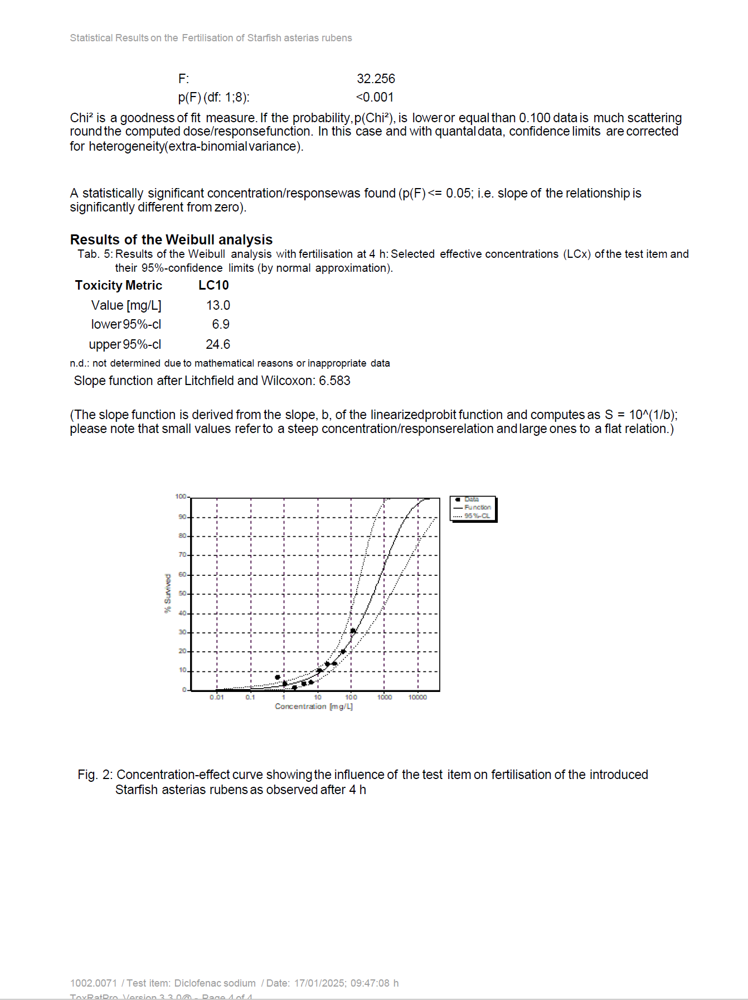 Statistical Results on the Fertilisation of Starfish asterias rubens
F: 32.256
p(F) (df: 1;8): <0.001
Chi² is a goodness of fit measure. If the probability, p(Chi²), is lower or equal than 0.100 data is much scattering
round the computed dose/response function. In this case and with quantal data, confidence limits are corrected
for heterogeneity(extra-binomial variance).
A statistically significant concentration/response was found (p(F) <= 0.05; i.e. slope of the relationship is
significantly different from zero).
Results of the Weibull analysis
Tab. 5: Results of the Weibull analysis with fertilisation at 4 h: Selected effective concentrations (LCx) of the test item and
their 95%-confidence limits (by normal approximation).
Toxicity Metric LC10
Value [mg/L] 13.0
lower 95%-cl 6.9
upper 95%-cl 24.6
n.d.: not determined due to mathematical reasons or inappropriate data
Slope function after Litchfield and Wilcoxon: 6.583
(The slope function is derived from the slope, b, of the linearized probit function and computes as S = 10^(1/b);
please note that small values refer to a steep concentration/response relation and large ones to a flat relation.)
100
90
80
70
60
50
40
30
20
10
0
% Survived
0.01 0.1 1 10 100 1000 10000
Concentration [mg/L]
Data
Function
95%-CL
Fig. 2: Concentration-effect curve showing the influence of the test item on fertilisation of the introduced
Starfish asterias rubens as observed after 4 h
1002.0071 / Test item: Diclofenac sodium / Date: 17/01/2025; 09:47:08 h
ToxRatPro Version 3.3.0@ - Page 4 of 4